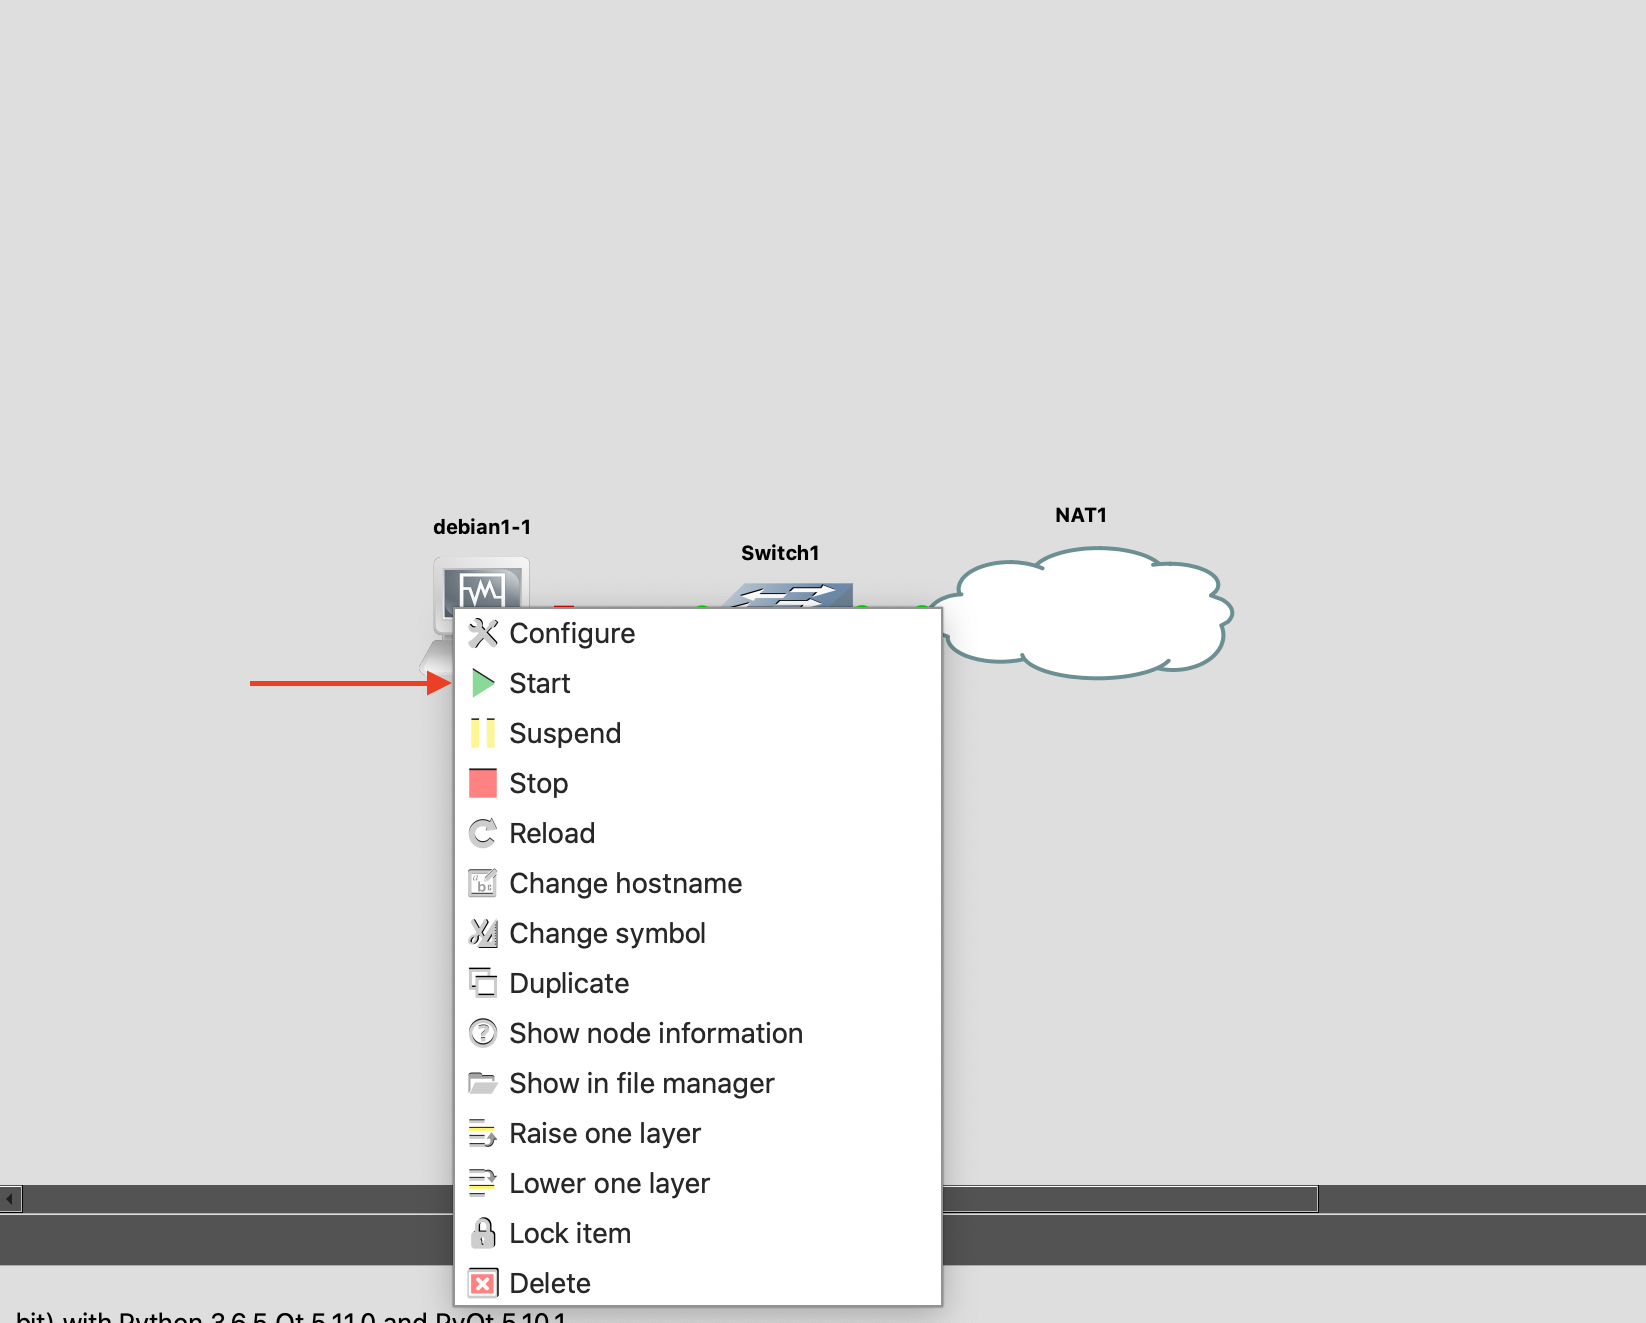 NAT1
debian1-1
Switch1
Configure
Start
Suspend
Stop
Reload
Change hostname
Change symbol
Duplicate
Show node information
Show in file manager
Raise one layer
Lower one layer
Lock item
Delete
bit) with Python 3.6.5 Qt 5.11.0 and PyQt 5.10.1